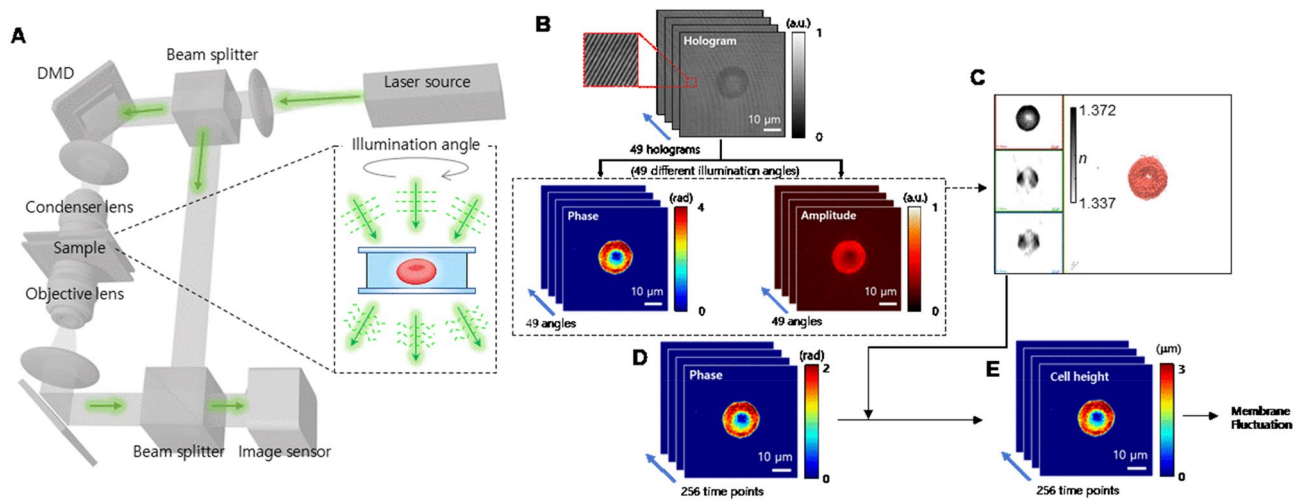 A
Beam splitter
DMD
Laser source
Illumination angle
Condenser lens
Sample
Objective lens
Beam splitter
Image sensor
B
Hologram
10 µm
(a.u.)
1
0
49 holograms
(49 different illumination angles)
Phase
10 µm
(rad)
4
0
49 angles
Amplitude
10 µm
(a.u.)
1
0
49 angles
C
1.372
n
1.337
D
Phase
10 µm
(rad)
2
0
256 time points
E
Cell height
10 µm
(µm)
3
0
256 time points
Membrane
Fluctuation